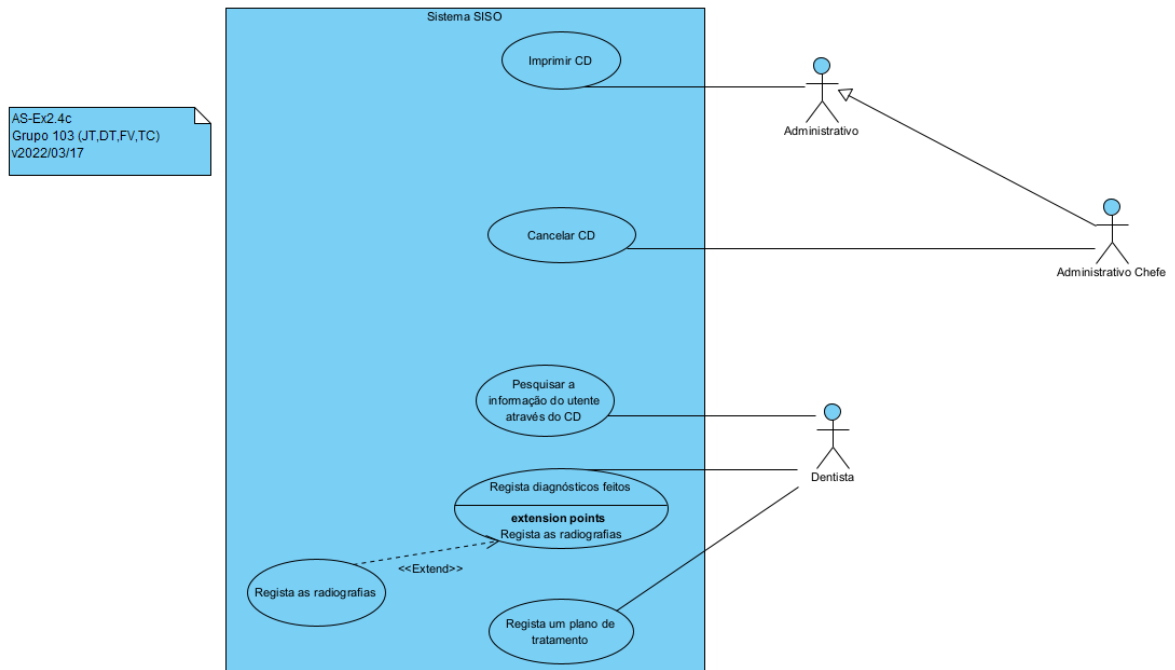 Sistema SISO
Imprimir CD
Administrativo
AS-Ex2.4c
Grupo 103 (JT,DT,FV,TC)
v2022/03/17
Cancelar CD
Administrativo Chefe
Pesquisar a
informação do utente
através do CD
Dentista
Regista diagnósticos feitos
extension points
Regista as radiografias
<<Extend>>
Regista as radiografias
Regista um plano de
tratamento